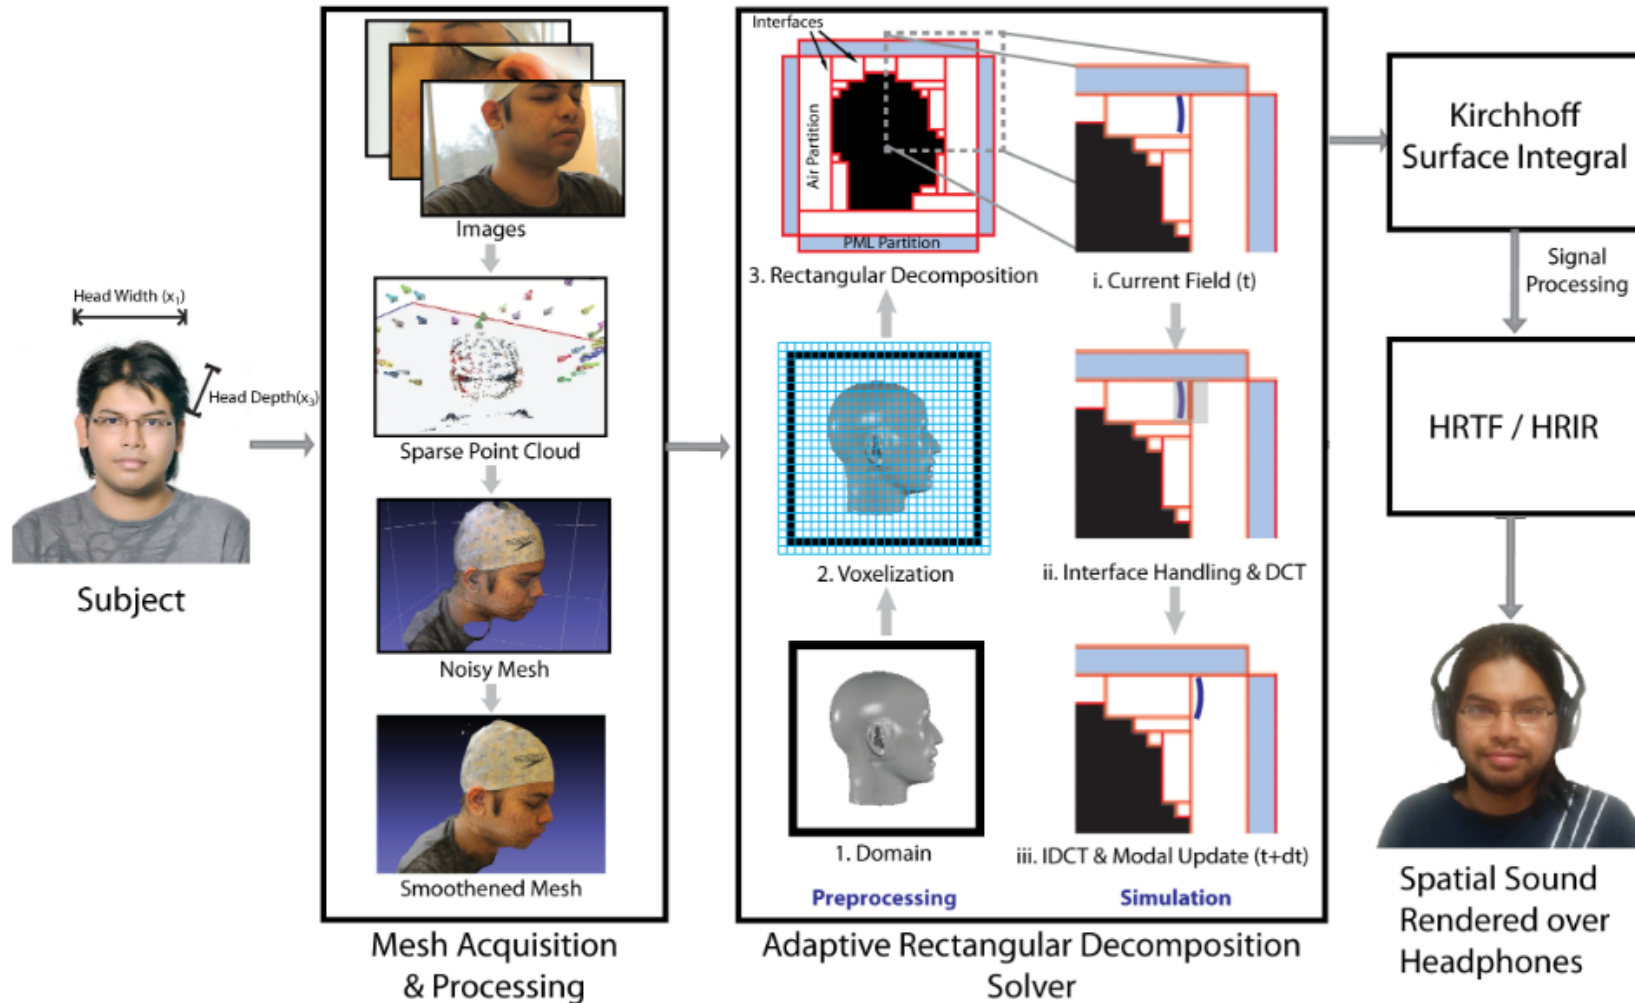 Head Width (x₁)
Head Depth(x₃)
Subject
Images
Sparse Point Cloud
Noisy Mesh
Smoothened Mesh
Mesh Acquisition
& Processing
Interfaces
Air Partition
PML Partition
3. Rectangular Decomposition
2. Voxelization
1. Domain
Preprocessing
i. Current Field (t)
ii. Interface Handling & DCT
iii. IDCT & Modal Update (t+dt)
Simulation
Adaptive Rectangular Decomposition
Solver
Kirchhoff
Surface Integral
Signal
Processing
HRTF / HRIR
Spatial Sound
Rendered over
Headphones